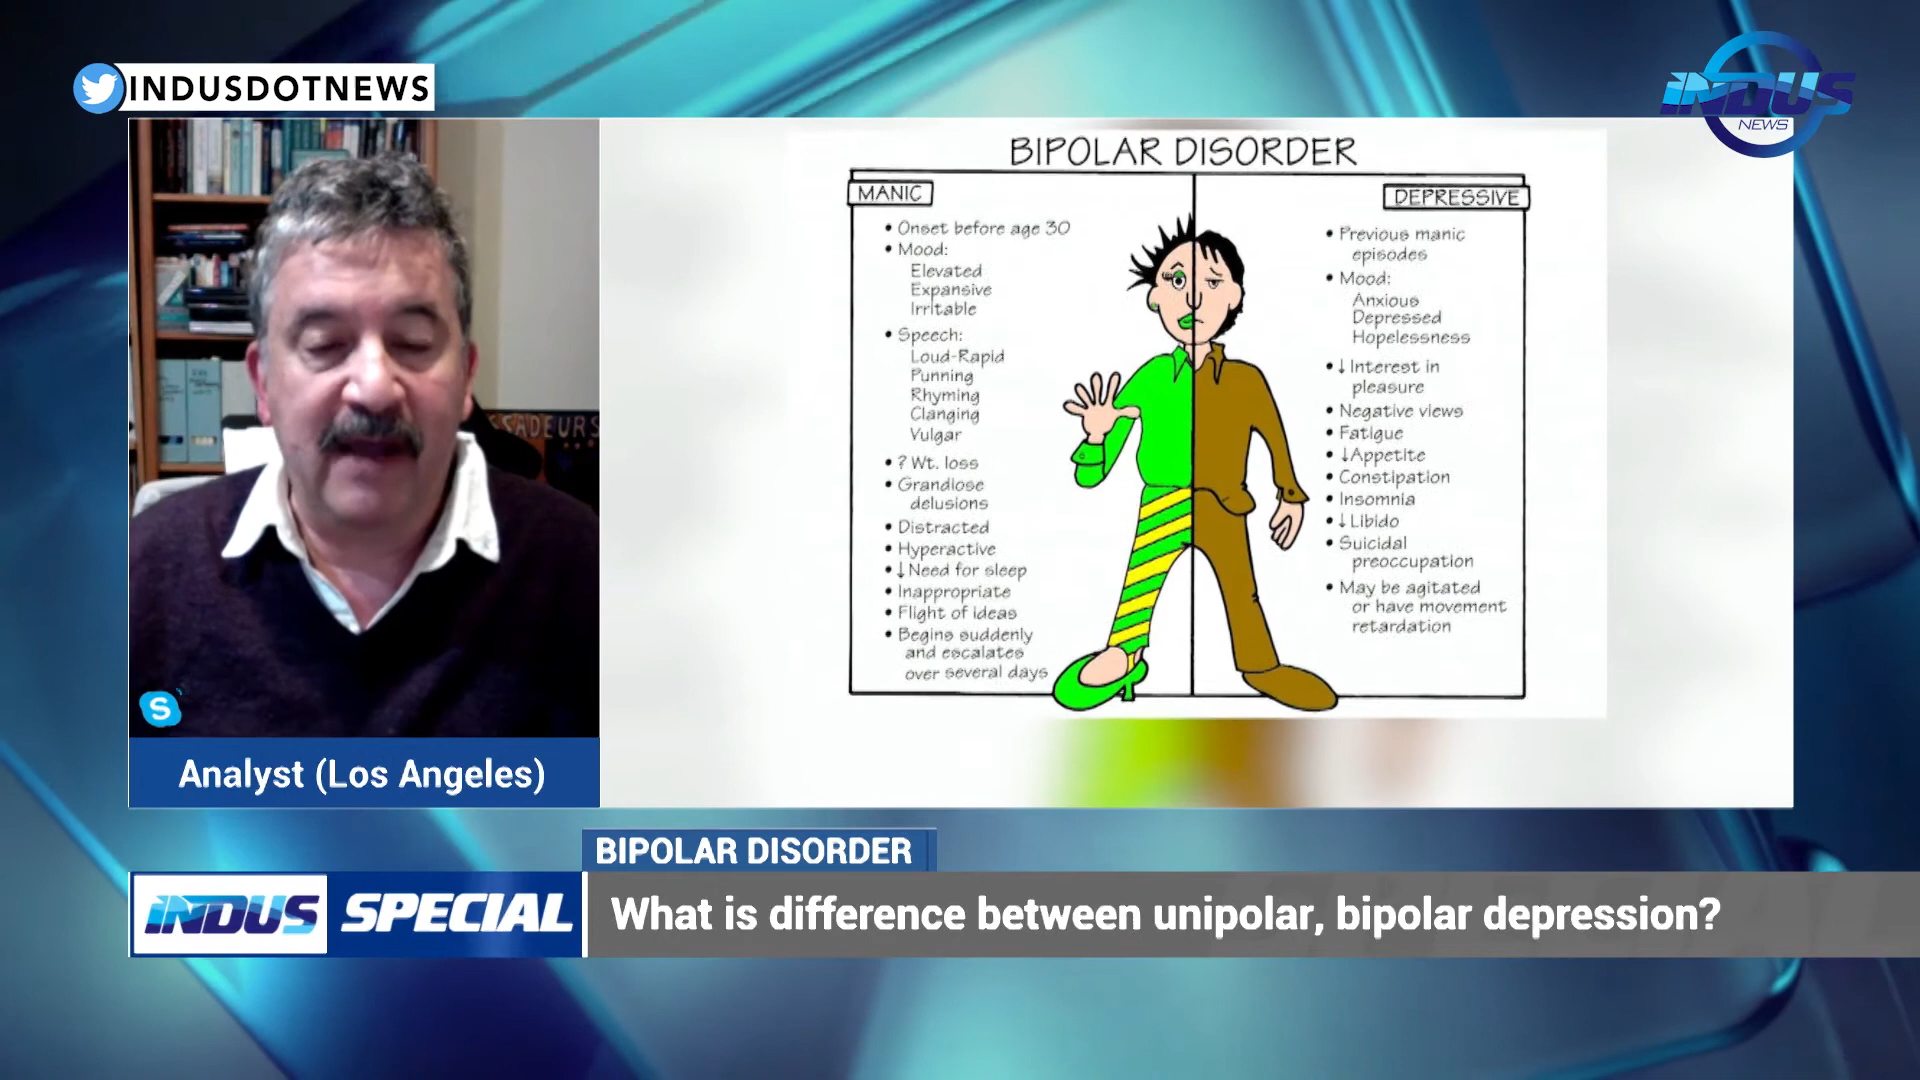 INDUSDOTNEWS
INDUS
NEWS
SSADEURS
BIPOLAR DISORDER
MANIC
• Onset before age 30
• Mood:
Elevated
Expansive
Irritable
• Speech:
Loud-Rapid
Punning
Rhyming
Clanging
Vulgar
• ? Wt. loss
• Grandiose
delusions
• Distracted
• Hyperactive
• ↓ Need for sleep
• Inappropriate
• Flight of ideas
• Begins suddenly
and escalates
over several days
DEPRESSIVE
• Previous manic
episodes
• Mood:
Anxious
Depressed
Hopelessness
• ↓ Interest in
pleasure
• Negative views
• Fatigue
• ↓ Appetite
• Constipation
• Insomnia
• ↓ Libido
• Suicidal
preoccupation
• May be agitated
or have movement
retardation
S
Analyst (Los Angeles)
BIPOLAR DISORDER
INDUS SPECIAL
What is difference between unipolar, bipolar depression?